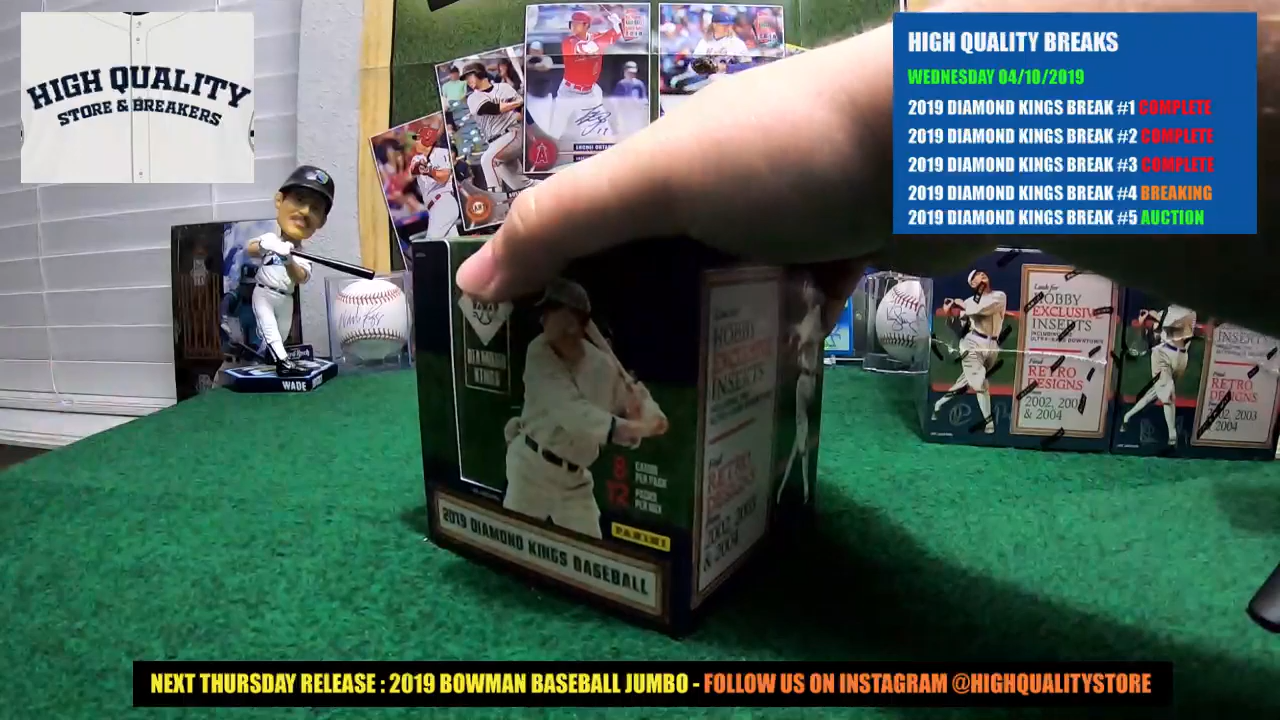 HIGH QUALITY
STORE & BREAKERS
HIGH QUALITY BREAKS
WEDNESDAY 04/10/2019
2019 DIAMOND KINGS BREAK #1 COMPLETE
2019 DIAMOND KINGS BREAK #2 COMPLETE
2019 DIAMOND KINGS BREAK #3 COMPLETE
2019 DIAMOND KINGS BREAK #4 BREAKING
2019 DIAMOND KINGS BREAK #5 AUCTION
WADE
DIAMOND
KINGS
8 CARDS
PER PACK
12 PACKS
PER BOX
PANINI
2019 DIAMOND KINGS BASEBALL
HOBBY
EXCLUSIVE
INSERTS
RETRO
DESIGNS
2002, 2003
& 2004
Look for
HOBBY
EXCLUSIVE
INSERTS
Find
RETRO
DESIGNS
2002, 2003
& 2004
INSERTS
RETRO
DESIGNS
2002, 2003
& 2004
NEXT THURSDAY RELEASE : 2019 BOWMAN BASEBALL JUMBO - FOLLOW US ON INSTAGRAM @HIGHQUALITYSTORE